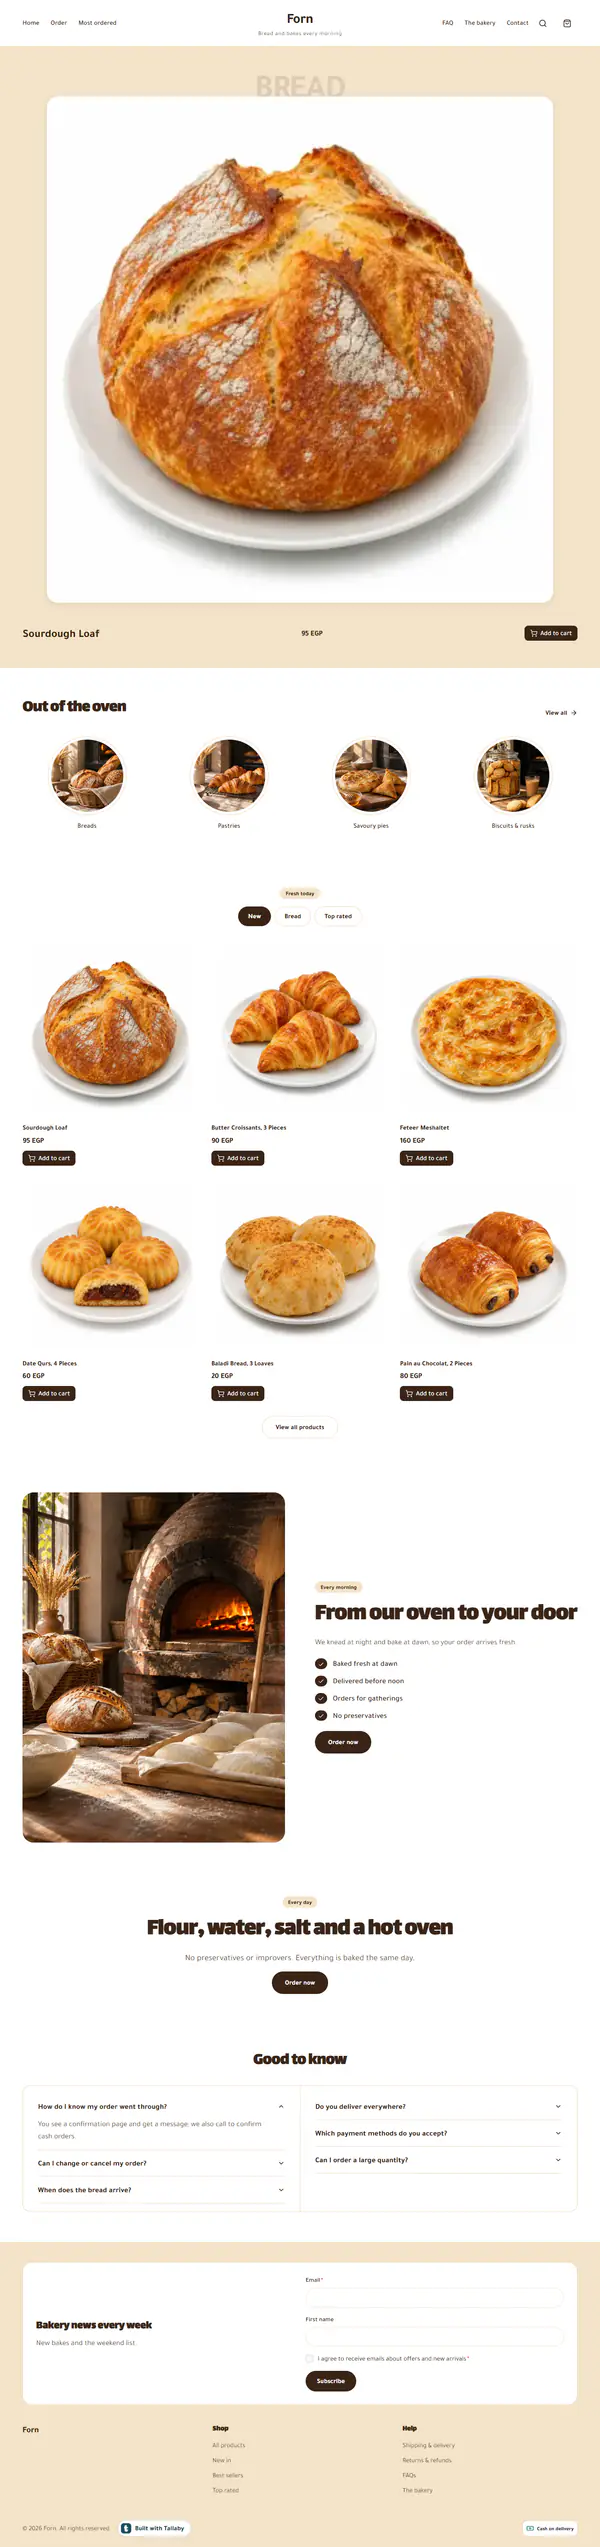 Home
Order
Most ordered
Forn
Bread and bakes every morning
FAQ
The bakery
Contact
BREAD
Sourdough Loaf
95 EGP
Add to cart
Out of the oven
View all
Breads
Pastries
Savoury pies
Biscuits & rusks
Fresh today
New
Bread
Top rated
Sourdough Loaf
95 EGP
Add to cart
Butter Croissants, 3 Pieces
90 EGP
Add to cart
Feteer Meshaltet
160 EGP
Add to cart
Date Qurs, 4 Pieces
60 EGP
Add to cart
Baladi Bread, 3 Loaves
20 EGP
Add to cart
Pain au Chocolat, 2 Pieces
80 EGP
Add to cart
View all products
Every morning
From our oven to your door
We knead at night and bake at dawn, so your order arrives fresh.
Baked fresh at dawn
Delivered before noon
Orders for gatherings
No preservatives
Order now
Every day
Flour, water, salt and a hot oven
No preservatives or improvers. Everything is baked the same day.
Order now
Good to know
How do I know my order went through?
You see a confirmation page and get a message; we also call to confirm
cash orders.
Can I change or cancel my order?
When does the bread arrive?
Do you deliver everywhere?
Which payment methods do you accept?
Can I order a large quantity?
Bakery news every week
New bakes and the weekend list.
Email *
First name
I agree to receive emails about offers and new arrivals *
Subscribe
Forn
Shop
All products
New in
Best sellers
Top rated
Help
Shipping & delivery
Returns & refunds
FAQs
The bakery
© 2026 Forn. All rights reserved.
t Built with Tallaby
Cash on delivery